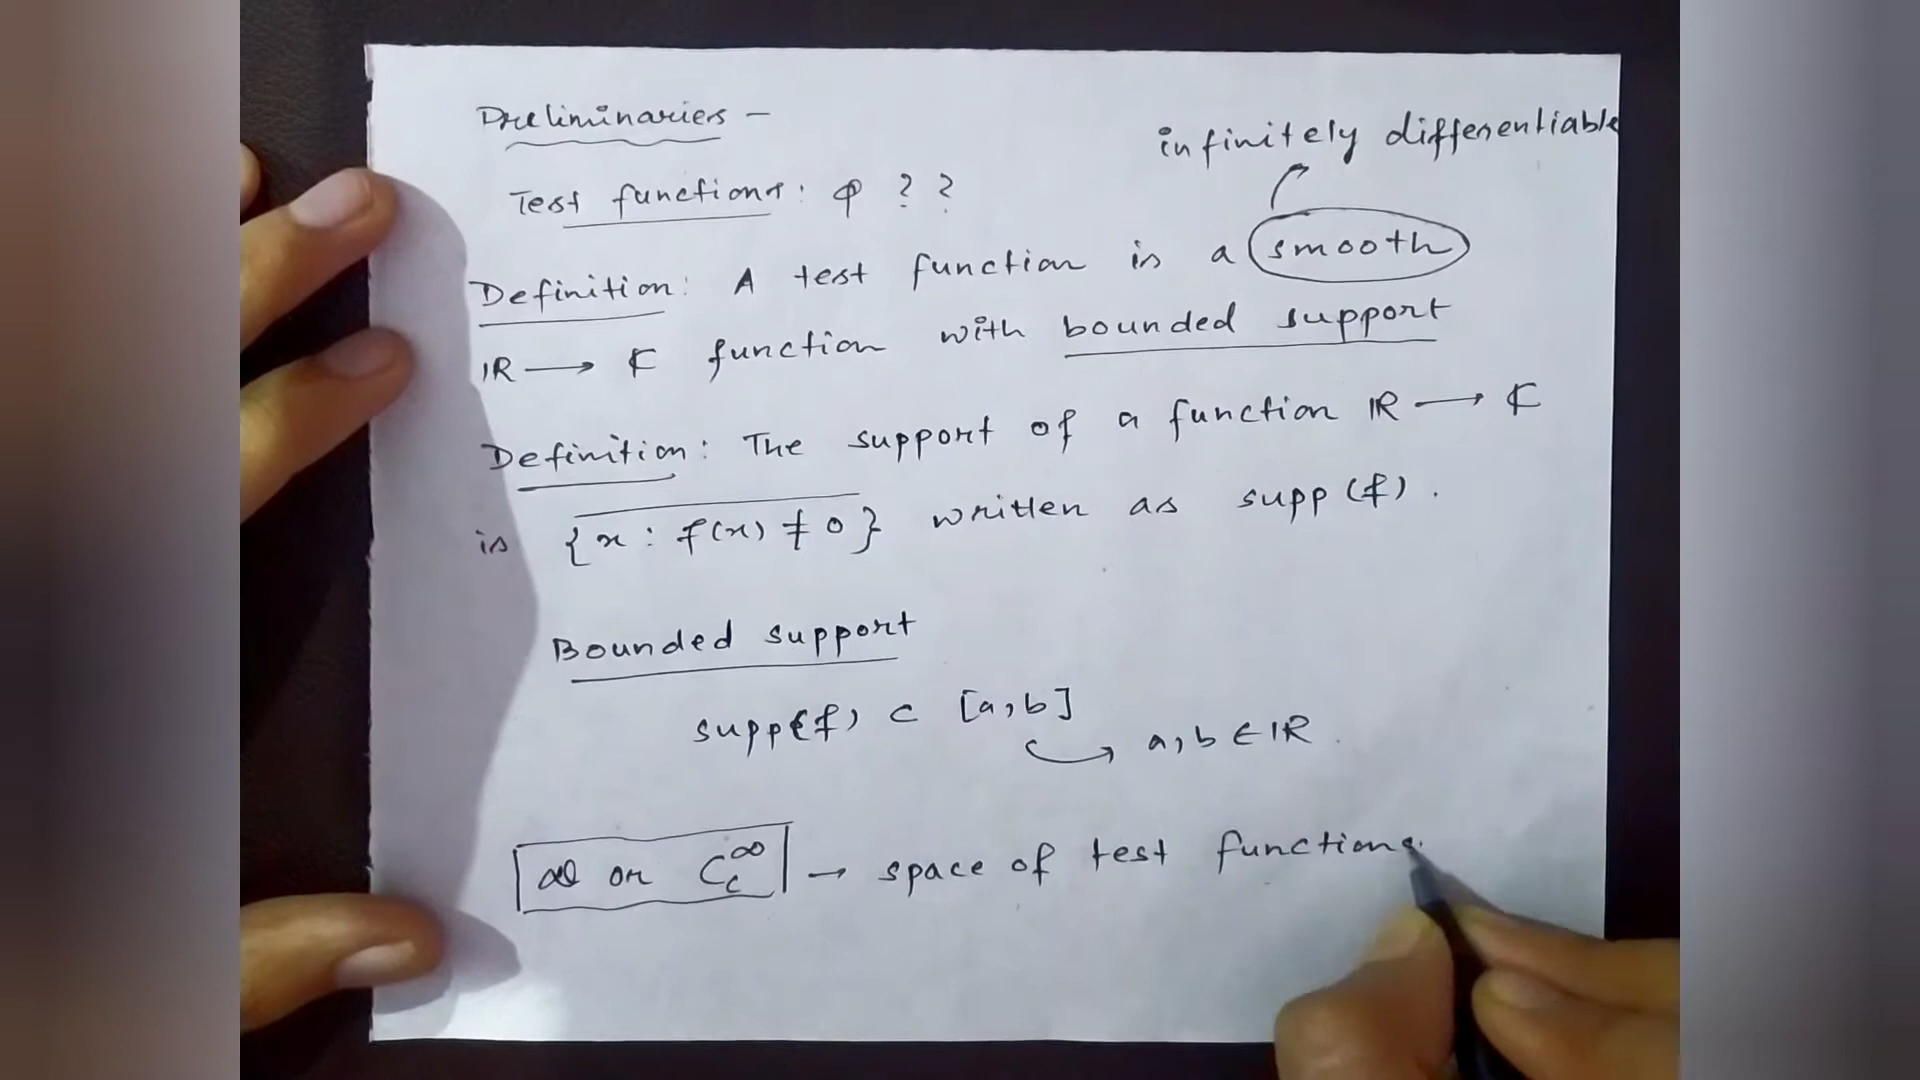 Preliminaries —
infinitely differentiable
Test functions: φ ? ?
Definition: A test function is a smooth
ℝ ⟶ ₵ function with bounded support
Definition: The support of a function ℝ ⟶ ₵
is {x : f(x) ≠ 0} written as supp (f).
Bounded support
supp(f) ⊂ [a, b]
a, b ∈ ℝ
𝒟 or C_c^∞ → space of test functions.